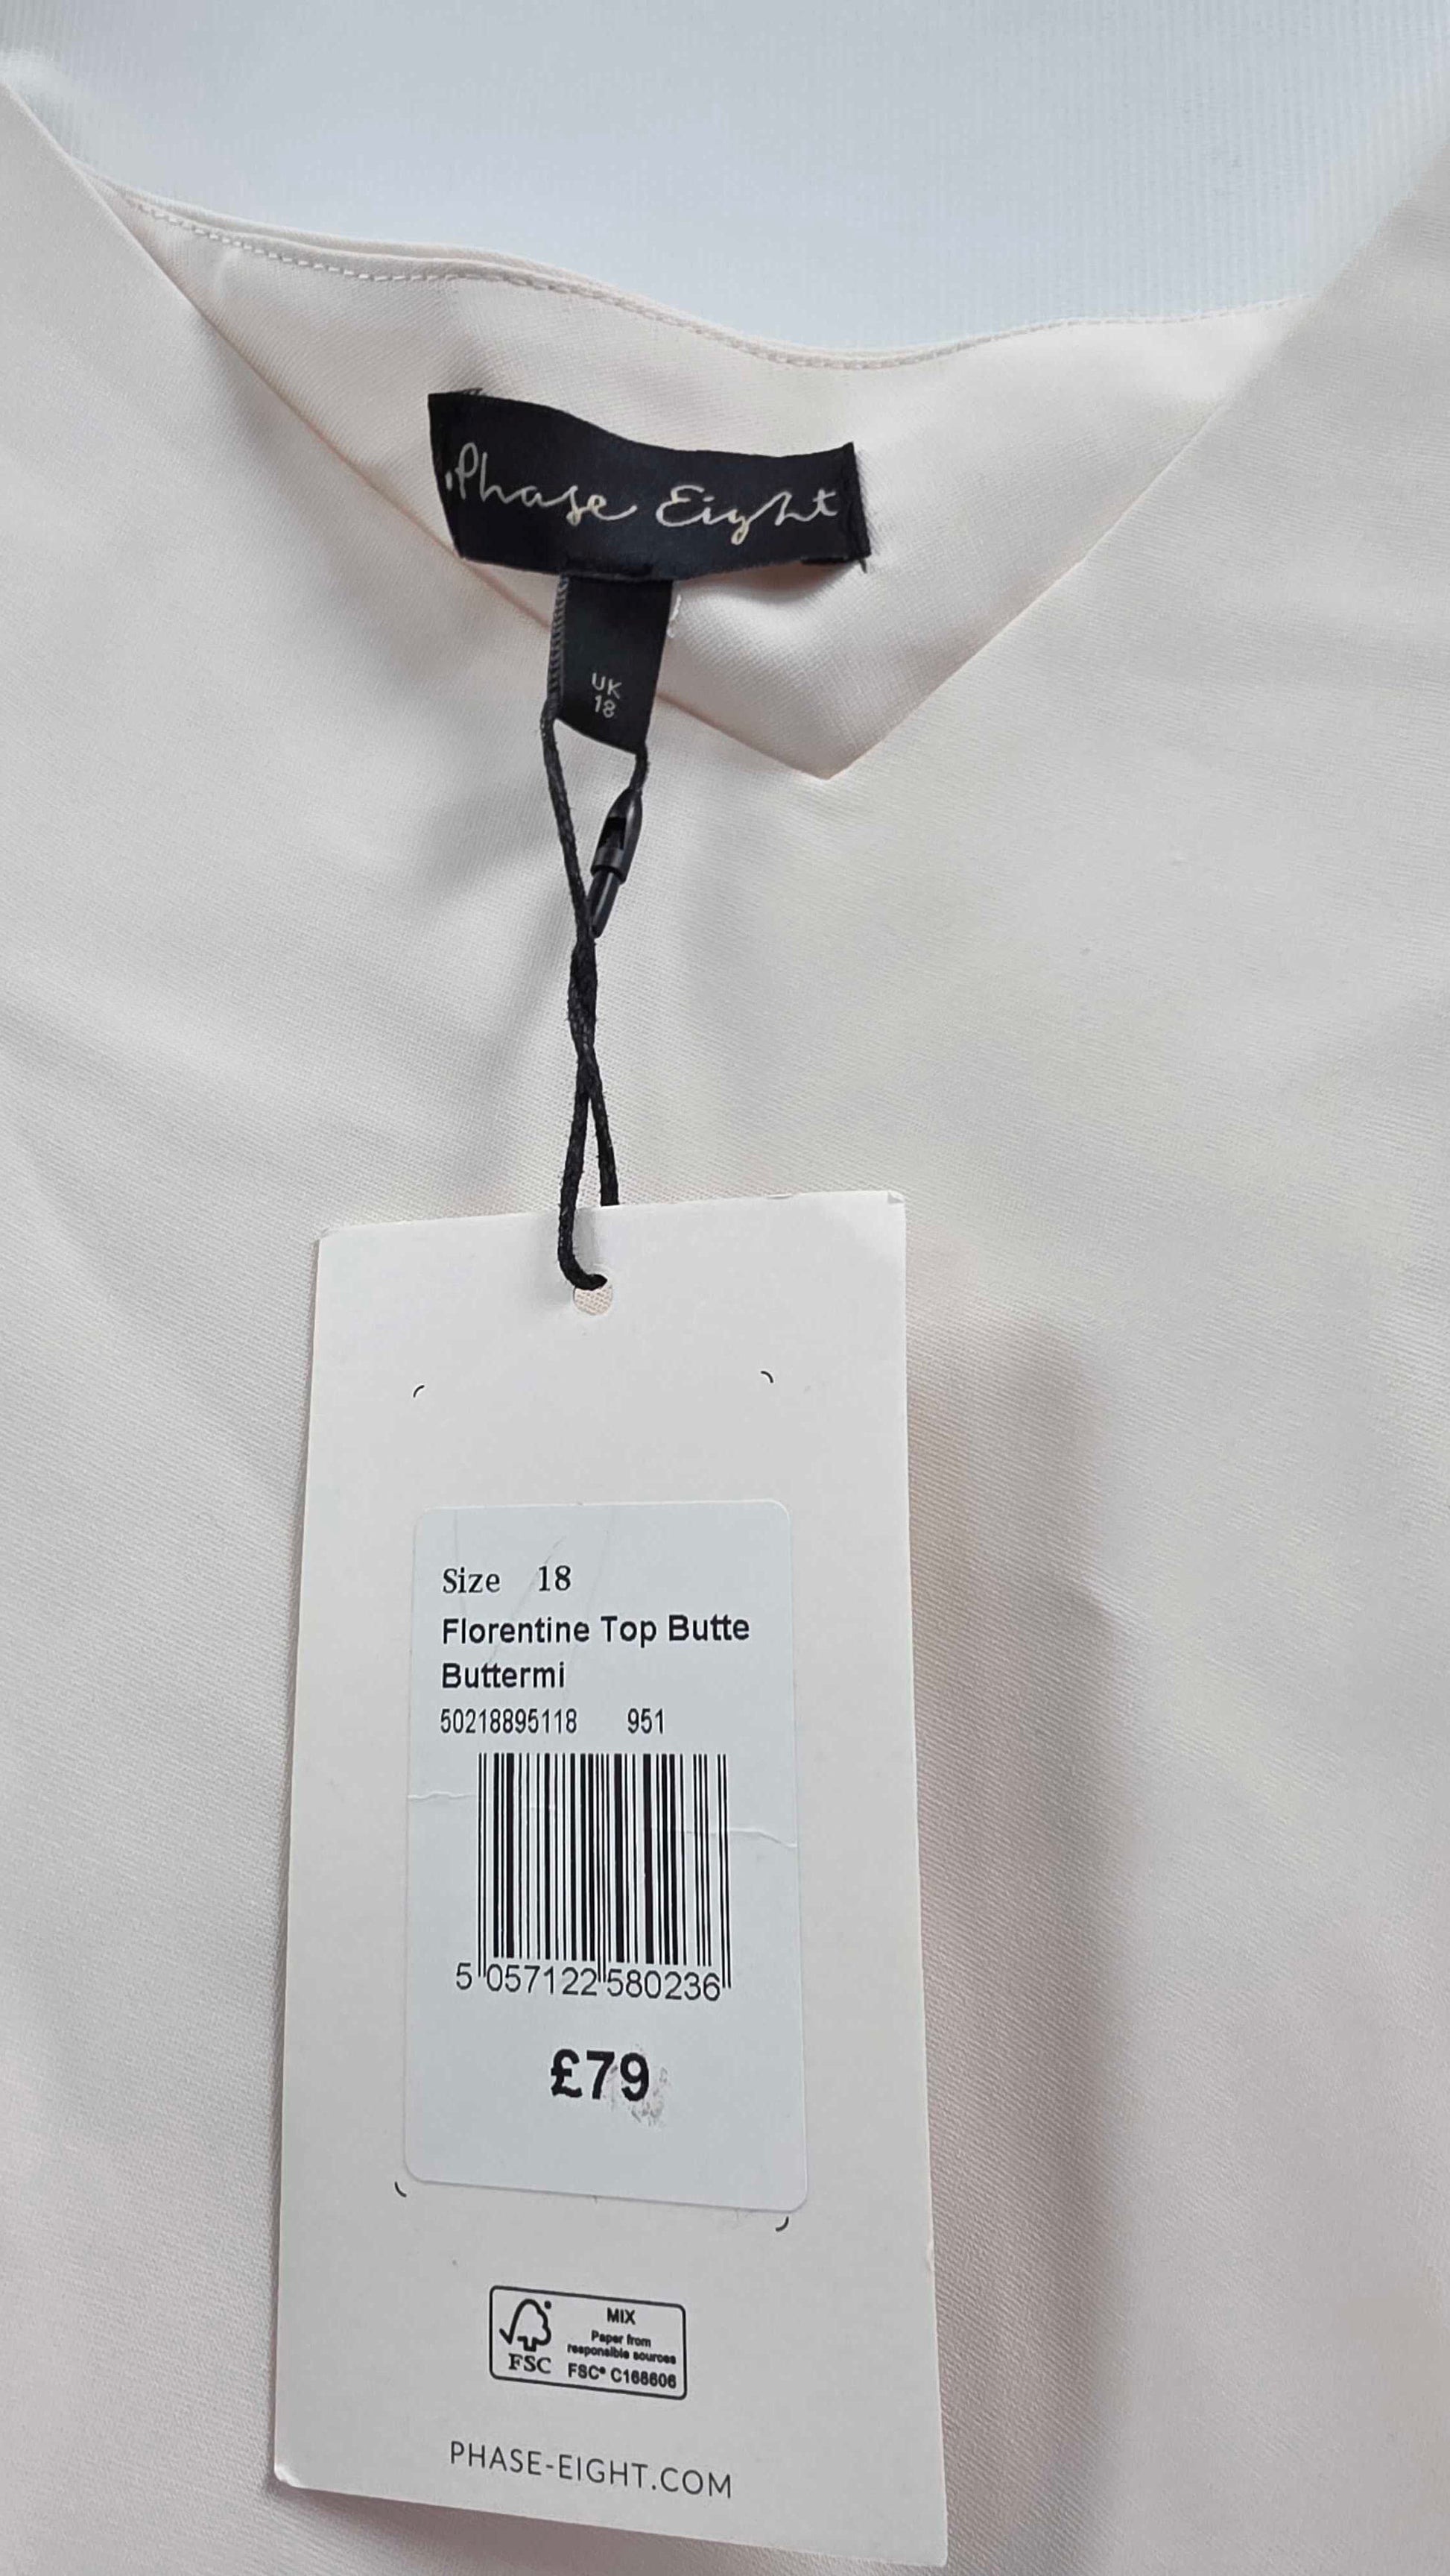 Phase Eight
UK
18
Size 18
Florentine Top Butte
Buttermi
50218895118 951
5 057122 580236
£79
MIX
Paper from
responsible sources
FSC
FSC® C168606
PHASE-EIGHT.COM